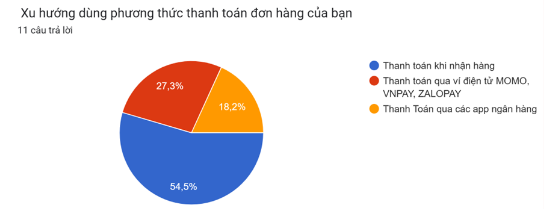 Xu hướng dùng phương thức thanh toán đơn hàng của bạn
11 câu trả lời
Thanh toán khi nhận hàng
Thanh toán qua ví điện tử MOMO,
VNPAY, ZALOPAY
Thanh Toán qua các app ngân hàng
27,3%
18,2%
54,5%